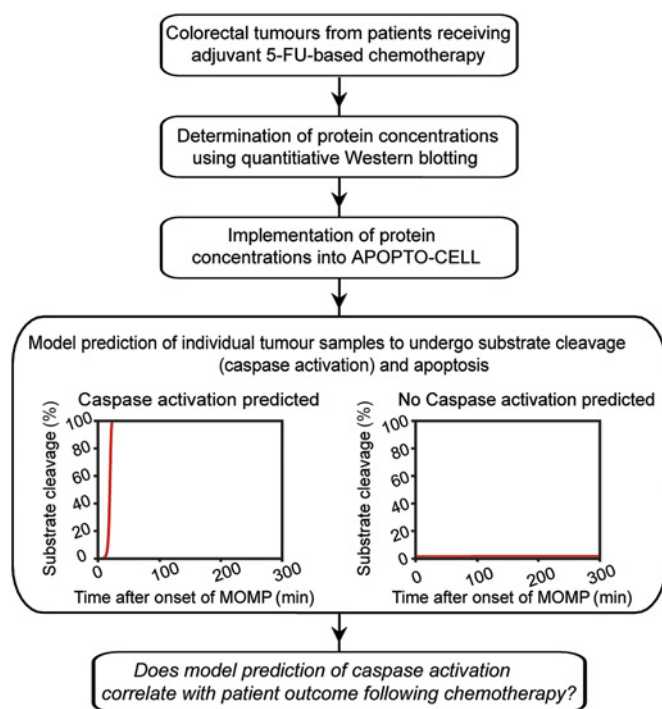 Colorectal tumours from patients receiving
adjuvant 5-FU-based chemotherapy
Determination of protein concentrations
using quantitiative Western blotting
Implementation of protein
concentrations into APOPTO-CELL
Model prediction of individual tumour samples to undergo substrate cleavage
(caspase activation) and apoptosis
Caspase activation predicted
Substrate cleavage (%)
100
80
60
40
20
0
0 100 200 300
Time after onset of MOMP (min)
No Caspase activation predicted
Substrate cleavage (%)
100
80
60
40
20
0
0 100 200 300
Time after onset of MOMP (min)
Does model prediction of caspase activation
correlate with patient outcome following chemotherapy?